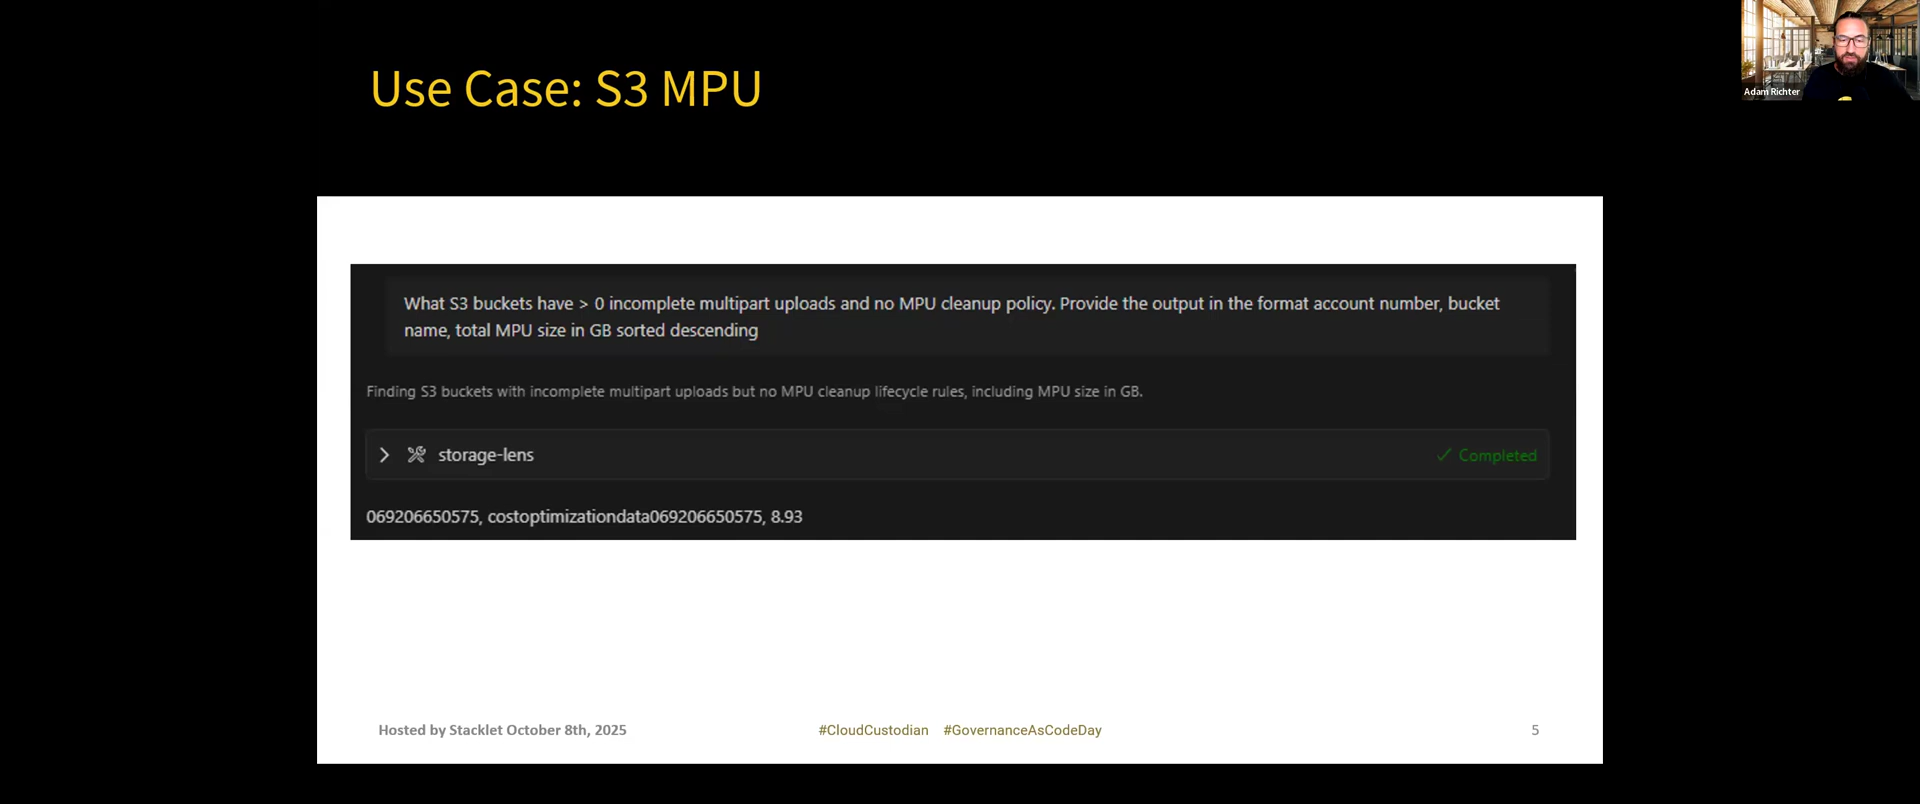 Use Case: S3 MPU
Adam Richter
What S3 buckets have > 0 incomplete multipart uploads and no MPU cleanup policy. Provide the output in the format account number, bucket
name, total MPU size in GB sorted descending
Finding S3 buckets with incomplete multipart uploads but no MPU cleanup lifecycle rules, including MPU size in GB.
storage-lens
Completed
069206650575, costoptimizationdata069206650575, 8.93
Hosted by Stacklet October 8th, 2025
#CloudCustodian #GovernanceAsCodeDay
5